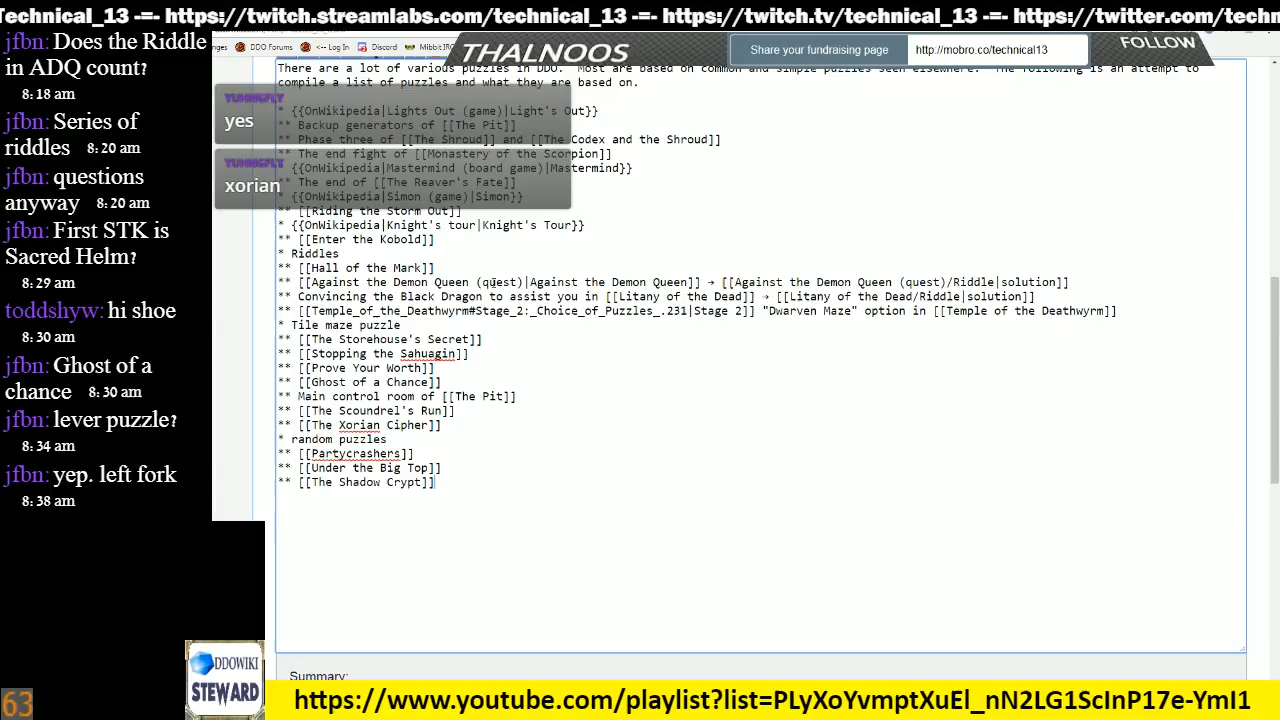 Technical_13 -=- https://twitch.streamlabs.com/technical_13 -=- https://twitch.tv/technical_13 -=- https://twitter.com/techn
jfbn: Does the Riddle
in ADQ count?
8:18 am
jfbn: Series of
riddles 8:20 am
jfbn: questions
anyway 8:20 am
jfbn: First STK is
Sacred Helm?
8:29 am
toddshyw: hi shoe
8:30 am
jfbn: Ghost of a
chance 8:30 am
jfbn: lever puzzle?
8:34 am
jfbn: yep. left fork
8:38 am
nges DDO Forums <-- Log In Discord Mibbit IRC
THALNOOS
Share your fundraising page http://mobro.co/technical13
FOLLOW
There are a lot of various puzzles in DDO. Most are based on common and simple puzzles seen elsewhere. The following is an attempt to
compile a list of puzzles and what they are based on.
YUHNGFLY
yes
YUHNGFLY
xorian
* {{OnWikipedia|Lights Out (game)|Light's Out}}
** Backup generators of [[The Pit]]
** Phase three of [[The Shroud]] and [[The Codex and the Shroud]]
** The end fight of [[Monastery of the Scorpion]]
* {{OnWikipedia|Mastermind (board game)|Mastermind}}
** The end of [[The Reaver's Fate]]
* {{OnWikipedia|Simon (game)|Simon}}
** [[Riding the Storm Out]]
* {{OnWikipedia|Knight's tour|Knight's Tour}}
** [[Enter the Kobold]]
* Riddles
** [[Hall of the Mark]]
** [[Against the Demon Queen (quest)|Against the Demon Queen]] → [[Against the Demon Queen (quest)/Riddle|solution]]
** Convincing the Black Dragon to assist you in [[Litany of the Dead]] → [[Litany of the Dead/Riddle|solution]]
** [[Temple_of_the_Deathwyrm#Stage_2:_Choice_of_Puzzles_.231|Stage 2]] "Dwarven Maze" option in [[Temple of the Deathwyrm]]
* Tile maze puzzle
** [[The Storehouse's Secret]]
** [[Stopping the Sahuagin]]
** [[Prove Your Worth]]
** [[Ghost of a Chance]]
** Main control room of [[The Pit]]
** [[The Scoundrel's Run]]
** [[The Xorian Cipher]]
* random puzzles
** [[Partycrashers]]
** [[Under the Big Top]]
** [[The Shadow Crypt]]
Summary:
DDOWIKI
STEWARD
63
https://www.youtube.com/playlist?list=PLyXoYvmptXuEl_nN2LG1ScInP17e-YmI1